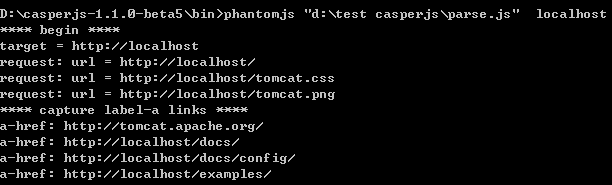 D:\casperjs-1.1.0-beta5\bin>phantomjs "d:\test casperjs\parse.js"  localhost
**** begin ****
target = http://localhost
request: url = http://localhost/
request: url = http://localhost/tomcat.css
request: url = http://localhost/tomcat.png
**** capture label-a links ****
a-href: http://tomcat.apache.org/
a-href: http://localhost/docs/
a-href: http://localhost/docs/config/
a-href: http://localhost/examples/